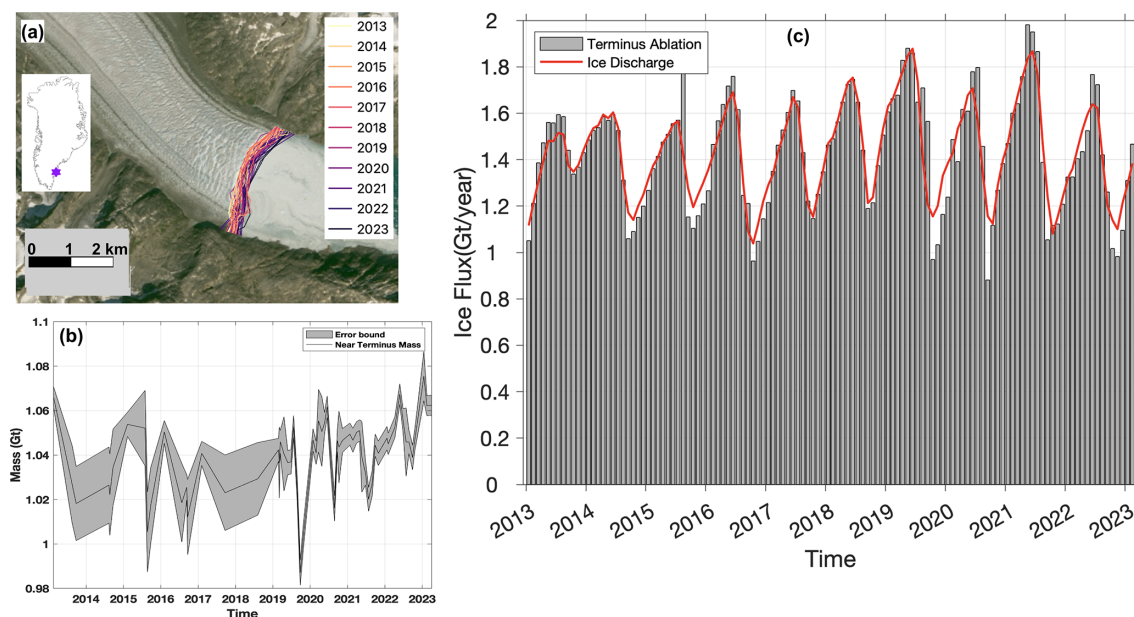 (a)
2013
2014
2015
2016
2017
2018
2019
2020
2021
2022
2023
0 1 2 km
(b)
Error bound
Near Terminus Mass
Mass (Gt)
1.1
1.08
1.06
1.04
1.02
1
0.98
2014 2015 2016 2017 2018 2019 2020 2021 2022 2023
Time
(c)
Terminus Ablation
Ice Discharge
Ice Flux(Gt/year)
2
1.8
1.6
1.4
1.2
1
0.8
0.6
0.4
0.2
0
2013 2014 2015 2016 2017 2018 2019 2020 2021 2022 2023
Time